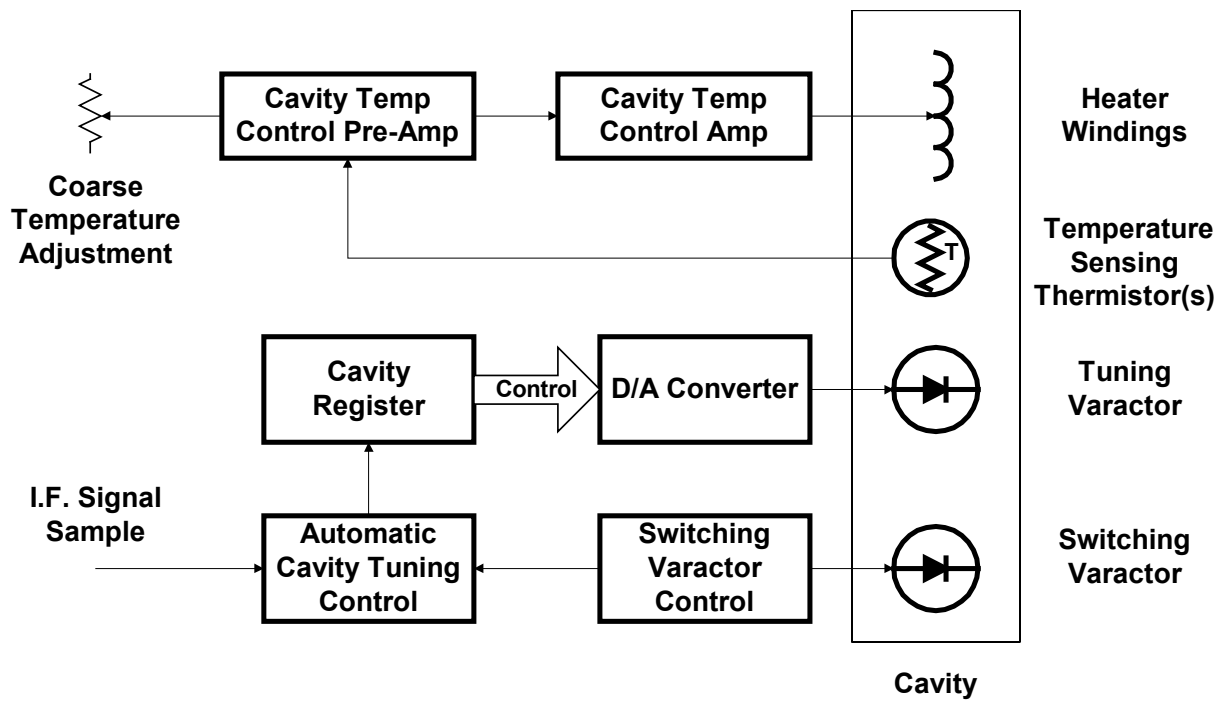 Cavity Temp
Control Pre-Amp
Cavity Temp
Control Amp
Heater
Windings
Coarse
Temperature
Adjustment
T
Temperature
Sensing
Thermistor(s)
Cavity
Register
Control
D/A Converter
Tuning
Varactor
I.F. Signal
Sample
Automatic
Cavity Tuning
Control
Switching
Varactor
Control
Switching
Varactor
Cavity